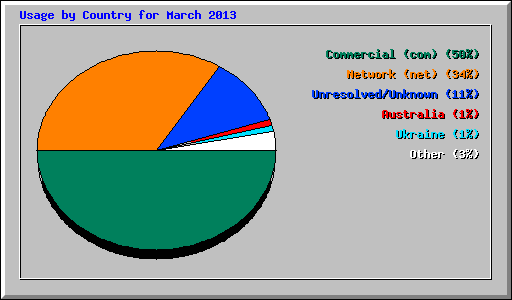 Usage by Country for March 2013
Commercial (com) (50%)
Network (net) (34%)
Unresolved/Unknown (11%)
Australia (1%)
Ukraine (1%)
Other (3%)